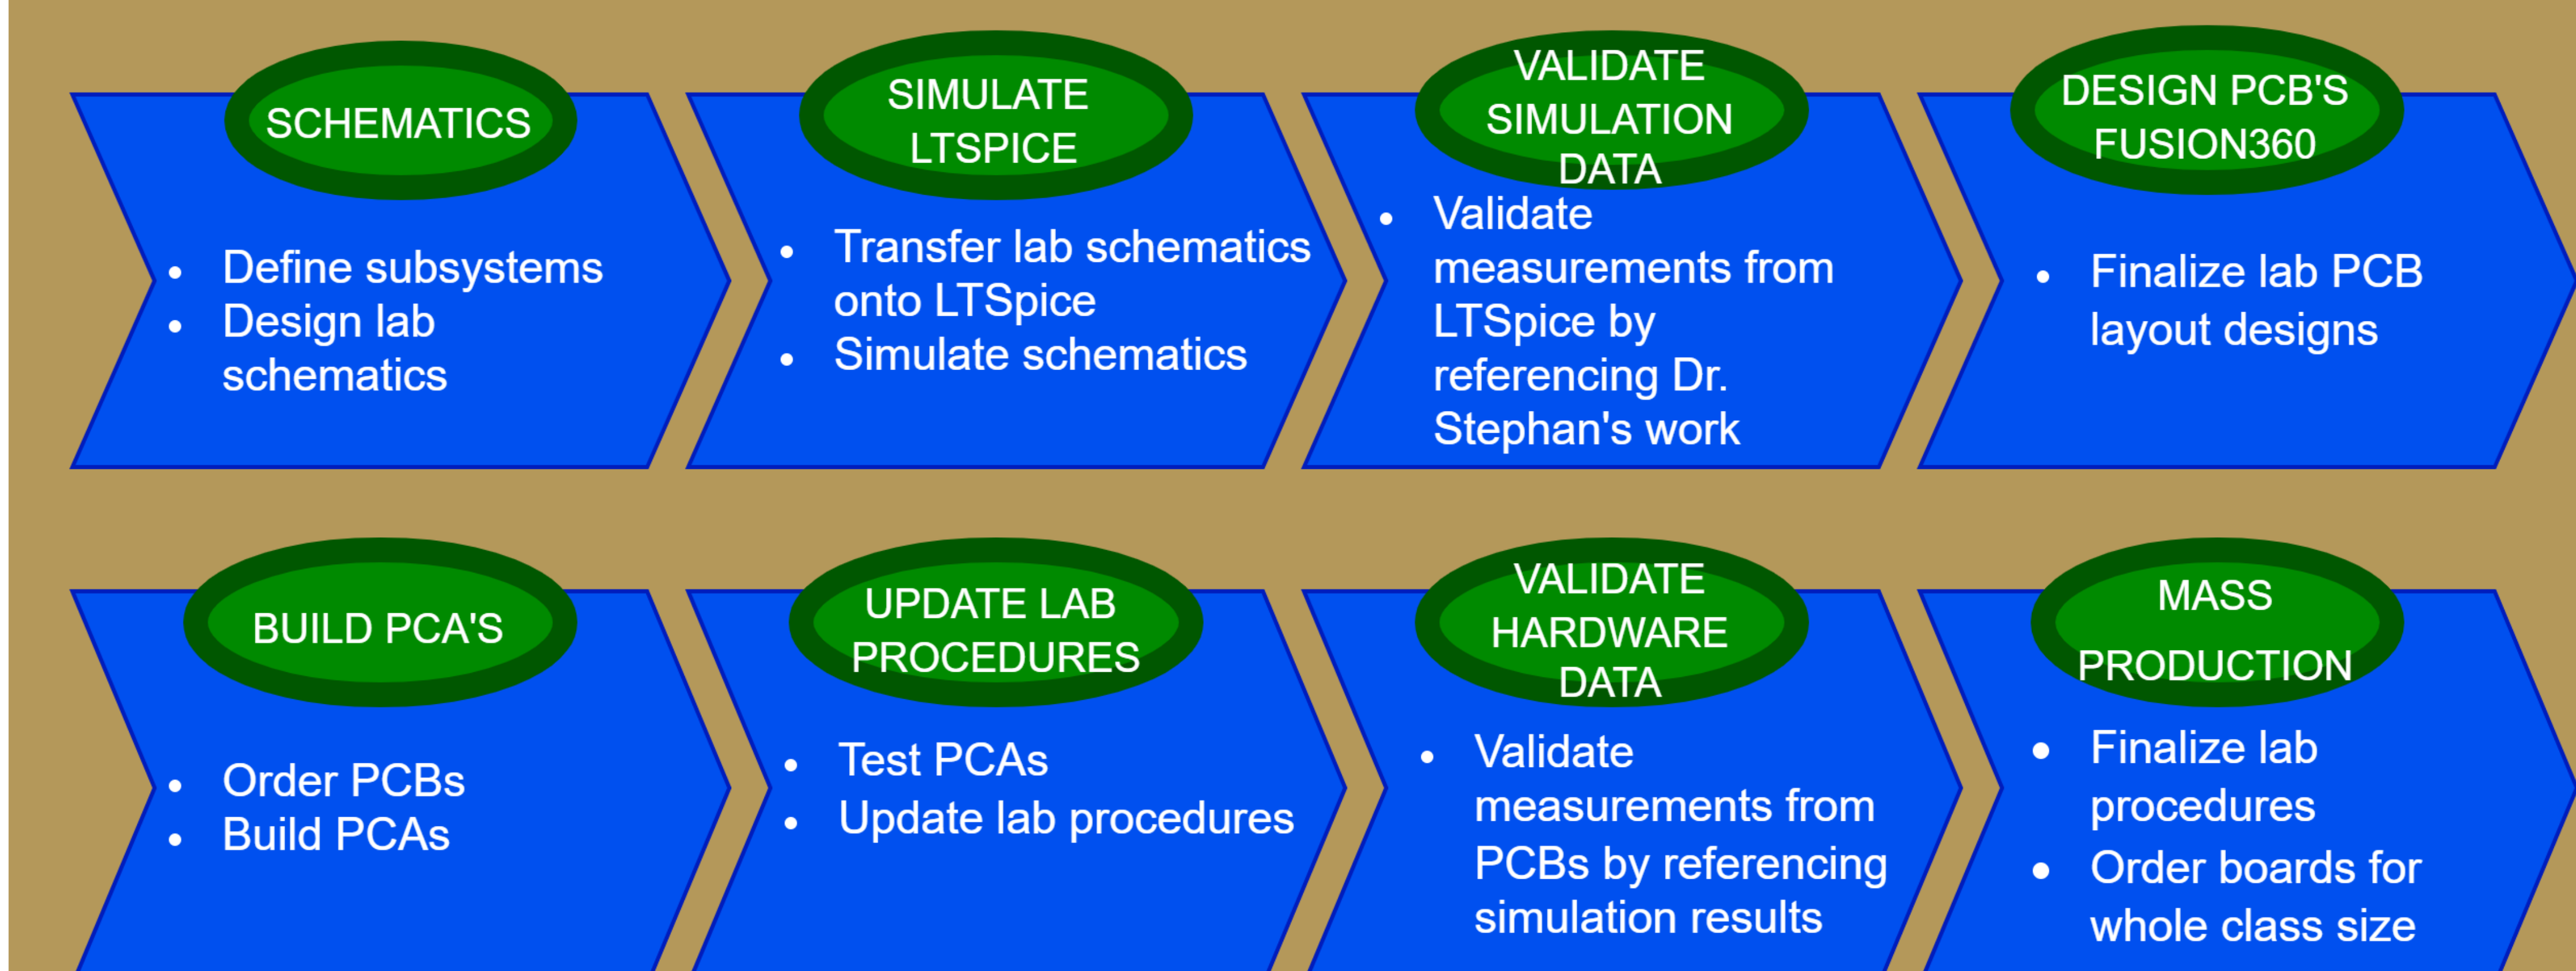 SCHEMATICS
• Define subsystems
• Design lab
schematics
SIMULATE
LTSPICE
• Transfer lab schematics
onto LTSpice
• Simulate schematics
VALIDATE
SIMULATION
DATA
• Validate
measurements from
LTSpice by
referencing Dr.
Stephan's work
DESIGN PCB'S
FUSION360
• Finalize lab PCB
layout designs
BUILD PCA'S
• Order PCBs
• Build PCAs
UPDATE LAB
PROCEDURES
• Test PCAs
• Update lab procedures
VALIDATE
HARDWARE
DATA
• Validate
measurements from
PCBs by referencing
simulation results
MASS
PRODUCTION
• Finalize lab
procedures
• Order boards for
whole class size